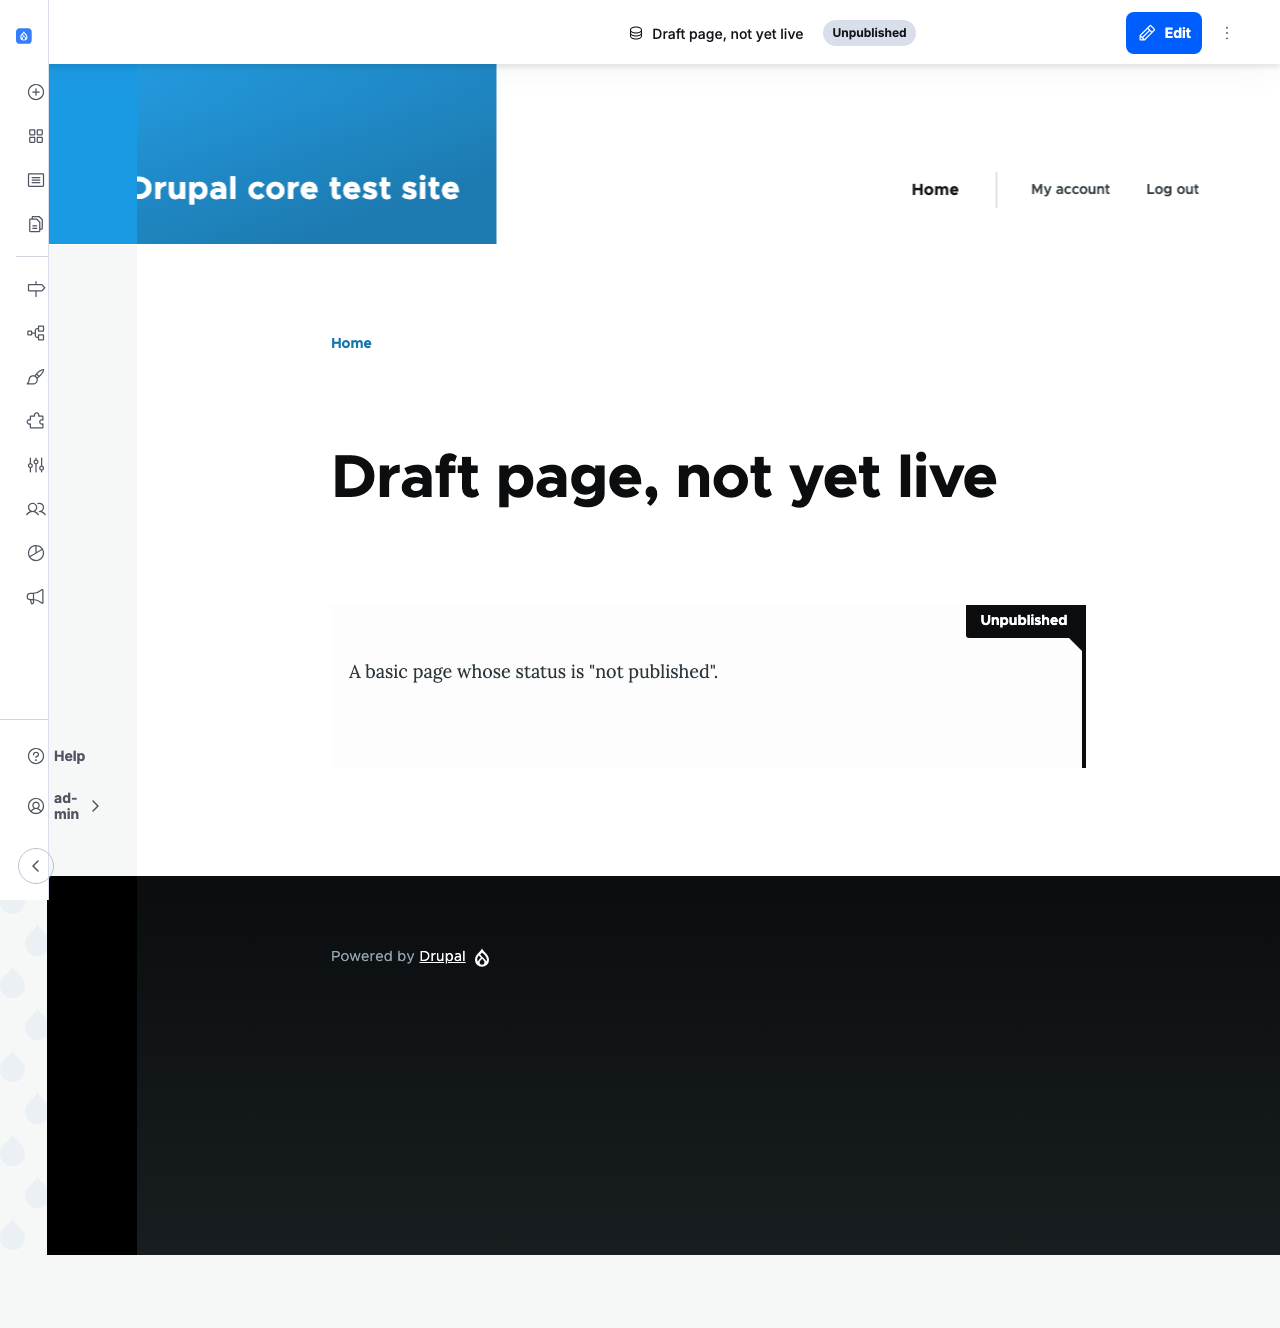 Draft page, not yet live
Unpublished
Edit
Drupal core test site
Home
My account
Log out
Home
Draft page, not yet live
Unpublished
A basic page whose status is "not published".
Help
ad-
min
Powered by Drupal